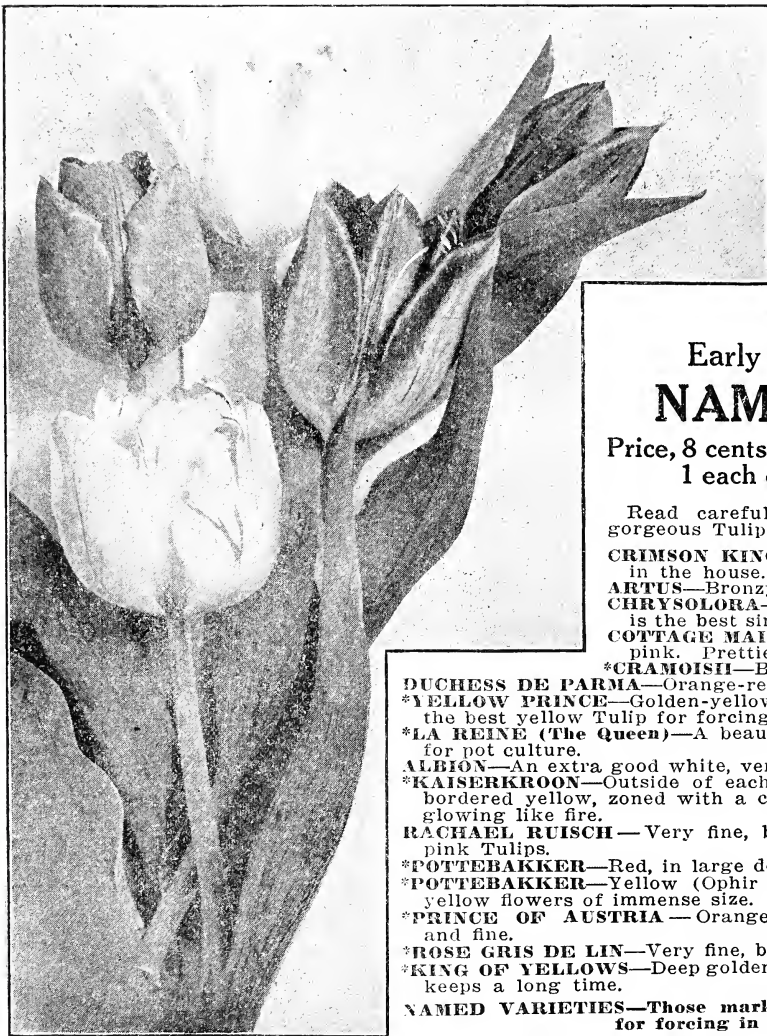 Early
NAM
Price, 8 cents
1 each
Read careful
gorgeous Tulip
CRIMSON KING
in the house.
ARTUS—Bronz
CHRYSOLORA-
is the best sin
COTTAGE MAI
pink. Prettie
*CRAMOISII—B
DUCHESS DE PARMA—Orange-re
*YELLOW PRINCE—Golden-yellow
the best yellow Tulip for forcing
*LA REINE (The Queen)—A beau
for pot culture.
ALBION—An extra good white, ver
*KAISERKROON—Outside of each
bordered yellow, zoned with a c
glowing like fire.
RACHAEL RUISCH—Very fine, b
pink Tulips.
*POTTEBAKKER—Red, in large d
*POTTEBAKKER—Yellow (Ophir
yellow flowers of immense size.
*PRINCE OF AUSTRIA—Orange
and fine.
*ROSE GRIS DE LIN—Very fine, b
*KING OF YELLOWS—Deep golden
keeps a long time.
NAMED VARIETIES—Those mark
for forcing in